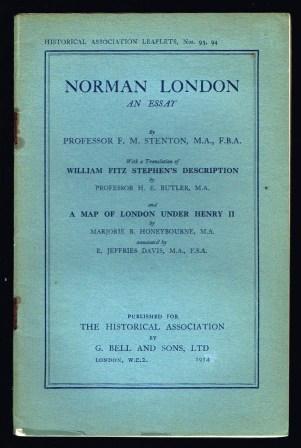 HISTORICAL ASSOCIATION LEAFLETS, Nos. 93, 94
NORMAN LONDON
AN ESSAY
By
PROFESSOR F. M. STENTON, M.A., F.B.A.
With a Translation of
WILLIAM FITZ STEPHEN'S DESCRIPTION
by
PROFESSOR H. E. BUTLER, M.A.
and
A MAP OF LONDON UNDER HENRY II
by
MARJORIE B. HONEYBOURNE, M.A.
annotated by
E. JEFFRIES DAVIS, M.A., F.S.A.
PUBLISHED FOR
THE HISTORICAL ASSOCIATION
BY
G. BELL AND SONS, LTD
LONDON, W.C.2. 1934